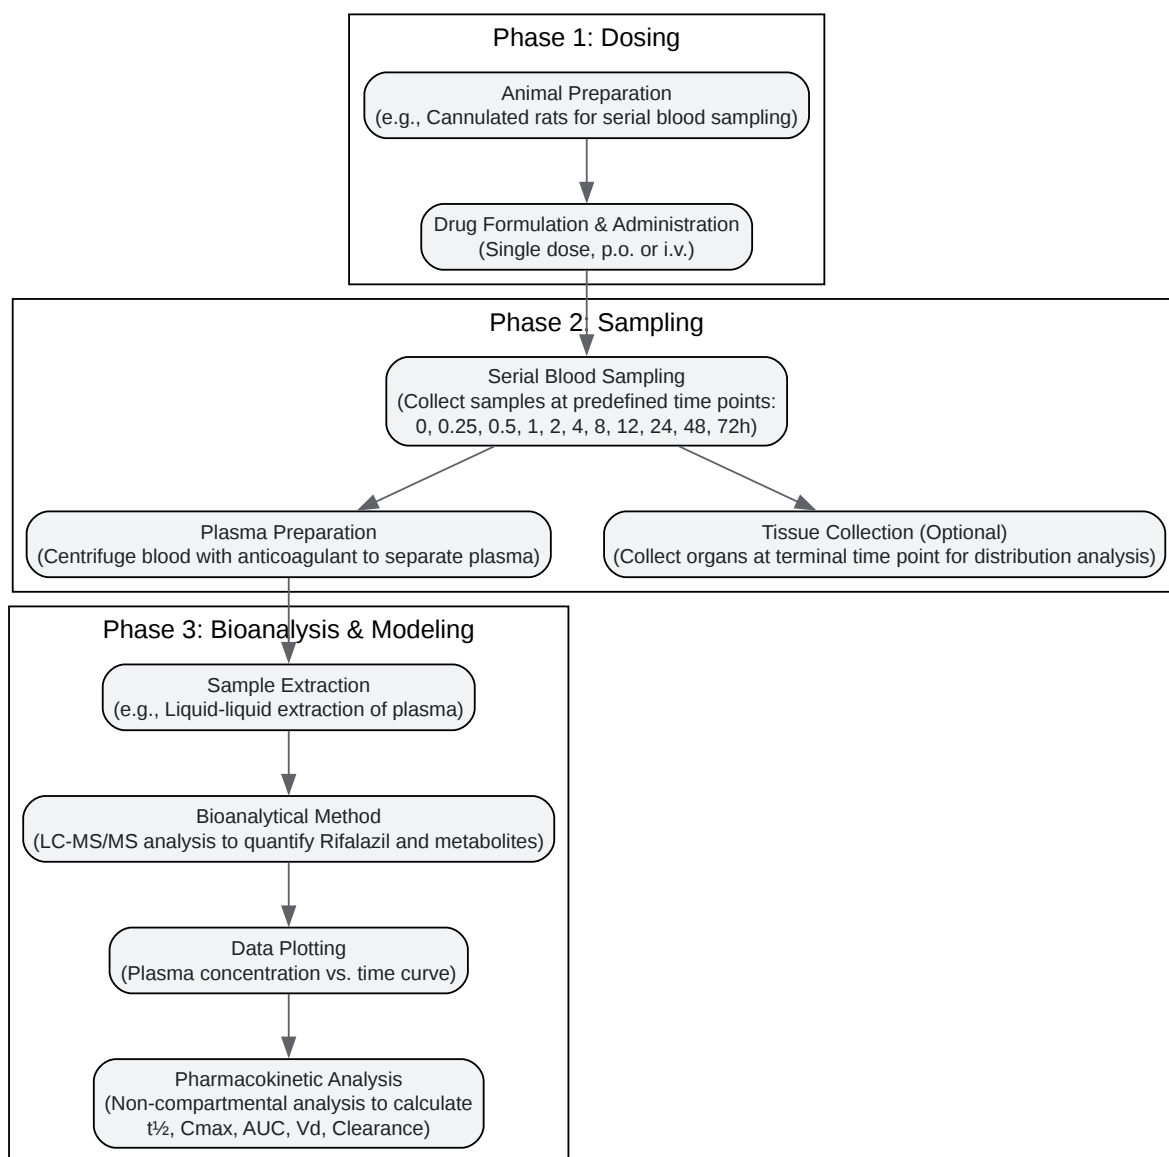 Phase 1: Dosing
Animal Preparation
(e.g., Cannulated rats for serial blood sampling)
Drug Formulation & Administration
(Single dose, p.o. or i.v.)
Phase 2: Sampling
Serial Blood Sampling
(Collect samples at predefined time points:
0, 0.25, 0.5, 1, 2, 4, 8, 12, 24, 48, 72h)
Plasma Preparation
(Centrifuge blood with anticoagulant to separate plasma)
Tissue Collection (Optional)
(Collect organs at terminal time point for distribution analysis)
Phase 3: Bioanalysis & Modeling
Sample Extraction
(e.g., Liquid-liquid extraction of plasma)
Bioanalytical Method
(LC-MS/MS analysis to quantify Rifalazil and metabolites)
Data Plotting
(Plasma concentration vs. time curve)
Pharmacokinetic Analysis
(Non-compartmental analysis to calculate
t½, Cmax, AUC, Vd, Clearance)